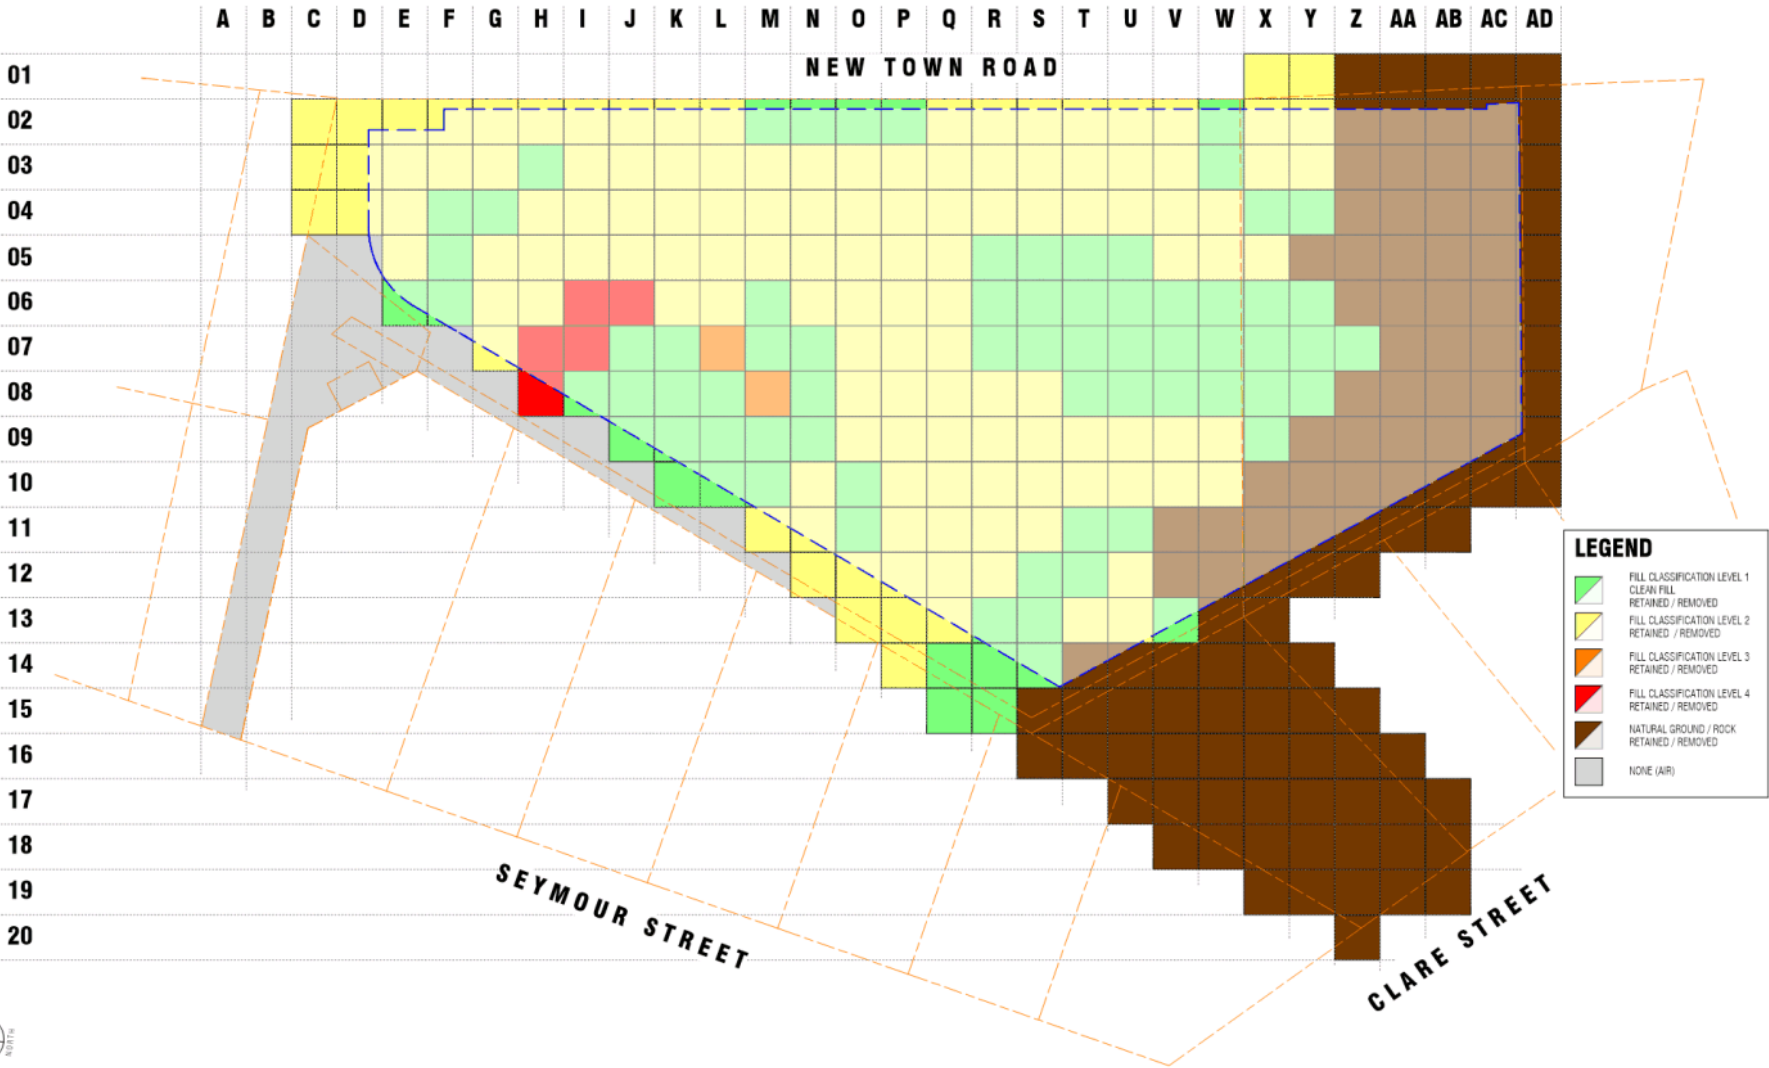 A B C D E F G H I J K L M N O P Q R S T U V W X Y Z AA AB AC AD
01
NEW TOWN ROAD
02
03
04
05
06
07
08
09
10
11
12
13
14
15
16
17
18
19
20
LEGEND
FILL CLASSIFICATION LEVEL 1
CLEAN FILL
RETAINED / REMOVED
FILL CLASSIFICATION LEVEL 2
RETAINED / REMOVED
FILL CLASSIFICATION LEVEL 3
RETAINED / REMOVED
FILL CLASSIFICATION LEVEL 4
RETAINED / REMOVED
NATURAL GROUND / ROCK
RETAINED / REMOVED
NONE (AIR)
SEYMOUR STREET
CLARE STREET
NORTH